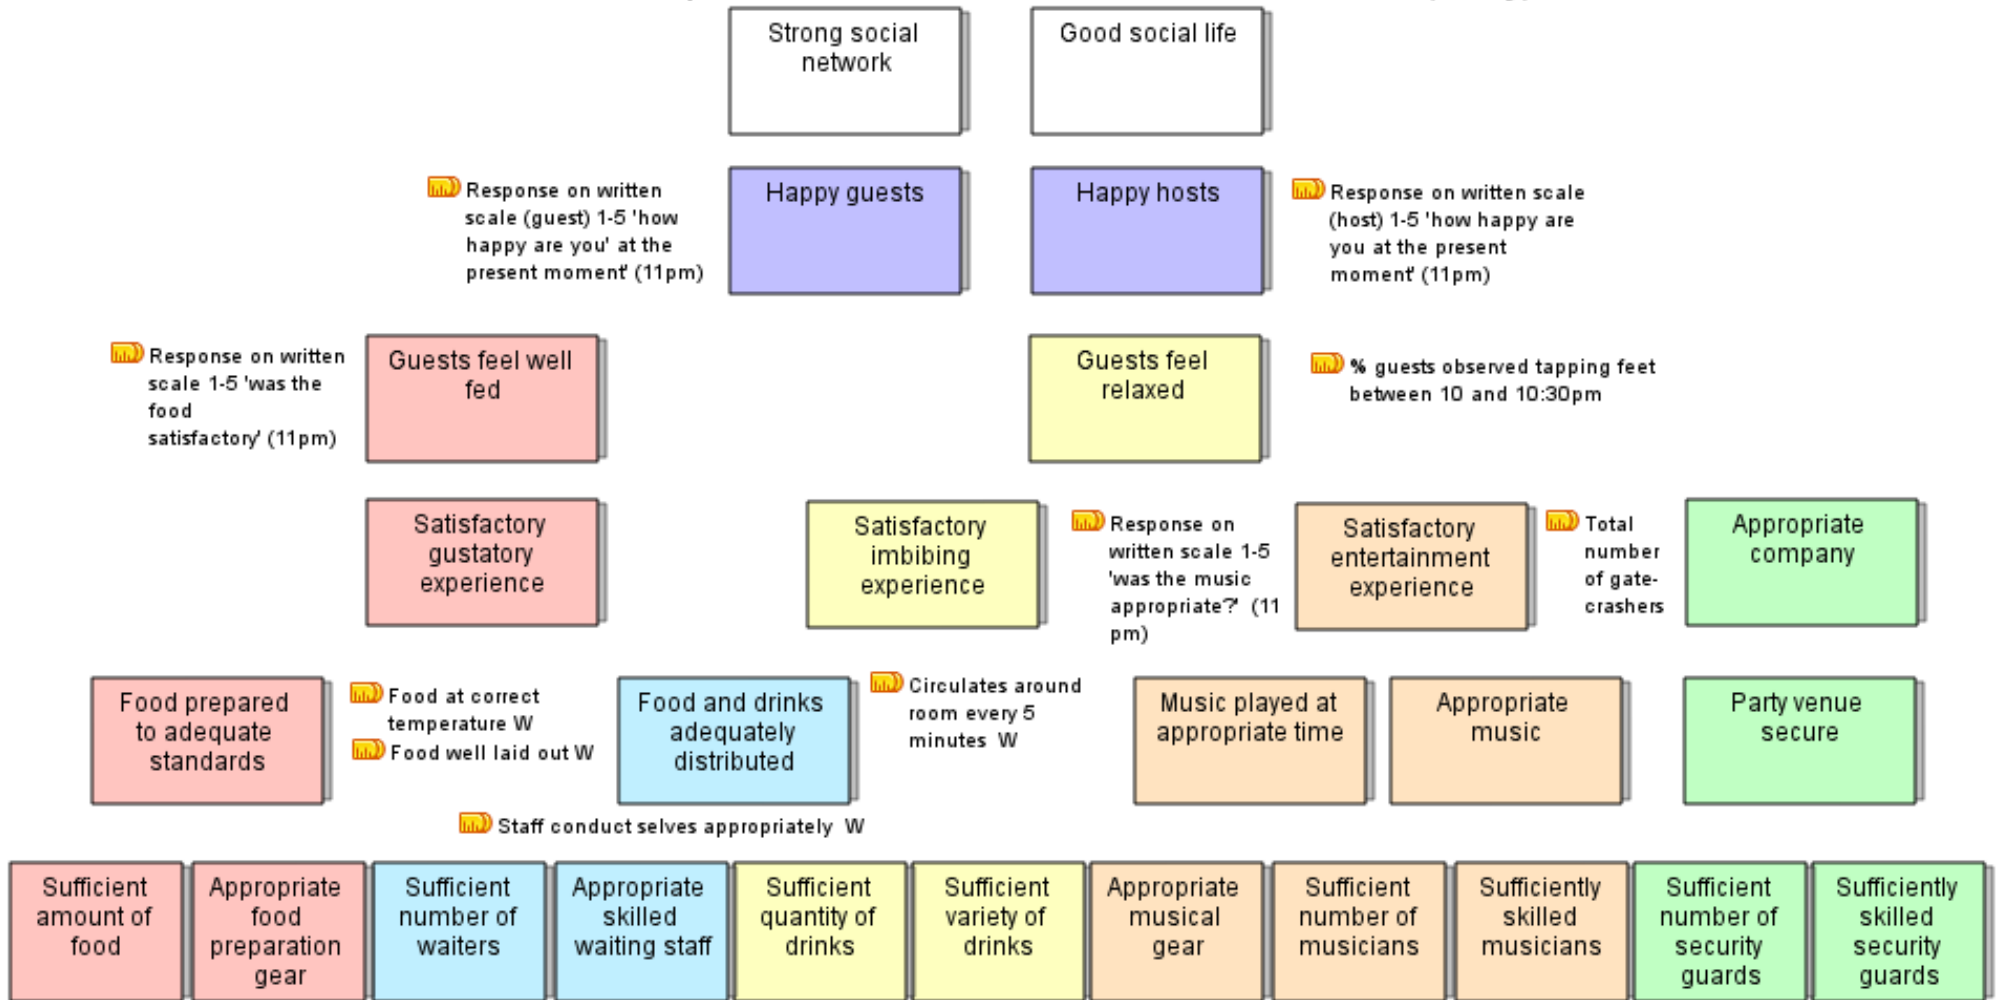 Strong social
network
Good social life
Response on written
scale (guest) 1-5 'how
happy are you' at the
present moment' (11pm)
Happy guests
Happy hosts
Response on written scale
(host) 1-5 'how happy are
you at the present
moment' (11pm)
Response on written
scale 1-5 'was the
food
satisfactory' (11pm)
Guests feel well
fed
Guests feel
relaxed
% guests observed tapping feet
between 10 and 10:30pm
Satisfactory
gustatory
experience
Satisfactory
imbibing
experience
Response on
written scale 1-5
'was the music
appropriate?' (11
pm)
Satisfactory
entertainment
experience
Total
number
of gate-
crashers
Appropriate
company
Food prepared
to adequate
standards
Food at correct
temperature W
Food well laid out W
Food and drinks
adequately
distributed
Circulates around
room every 5
minutes W
Music played at
appropriate time
Appropriate
music
Party venue
secure
Staff conduct selves appropriately W
Sufficient
amount of
food
Appropriate
food
preparation
gear
Sufficient
number of
waiters
Appropriate
skilled
waiting staff
Sufficient
quantity of
drinks
Sufficient
variety of
drinks
Appropriate
musical
gear
Sufficient
number of
musicians
Sufficiently
skilled
musicians
Sufficient
number of
security
guards
Sufficiently
skilled
security
guards